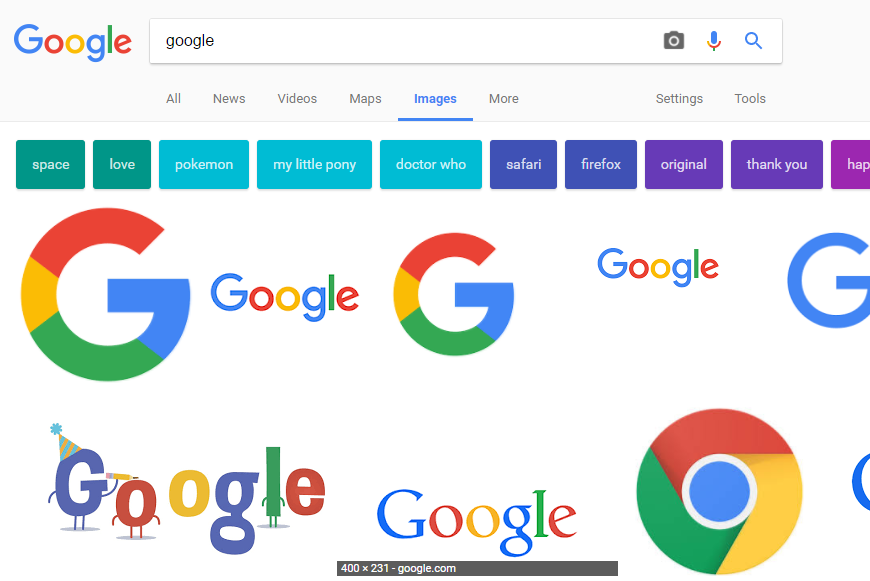 Google
google
All News Videos Maps Images More Settings Tools
space love pokemon my little pony doctor who safari firefox original thank you hap
Google
Google
Google
Google
400 × 231 - google.com